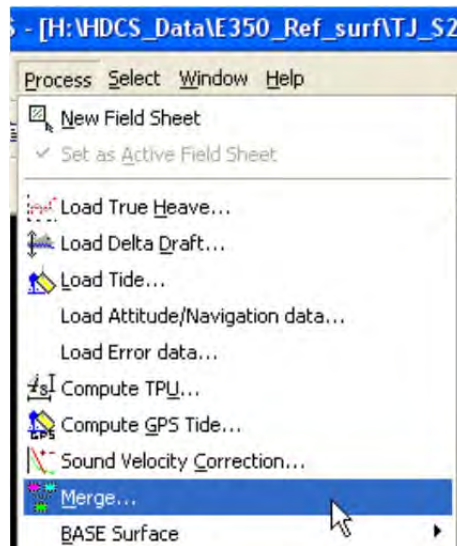 - [H:\HDCS_Data\E350_Ref_surf\TJ_S2
Process Select Window Help
New Field Sheet
Set as Active Field Sheet
Load True Heave...
Load Delta Draft...
Load Tide...
Load Attitude/Navigation data...
Load Error data...
Compute TPU...
Compute GPS Tide...
Sound Velocity Correction...
Merge...
BASE Surface